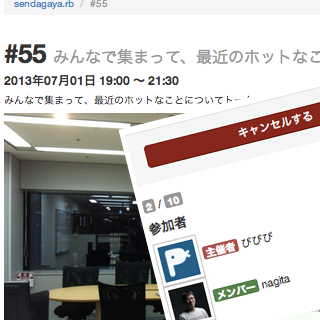 sendagaya.rb / #55
#55 みんなで集まって、最近のホットなこ
2013年07月01日 19:00 〜 21:30
みんなで集まって、最近のホットなことについてトー
キャンセルする
2 / 10
参加者
主催者 ぴぴぴ
メンバー nagita